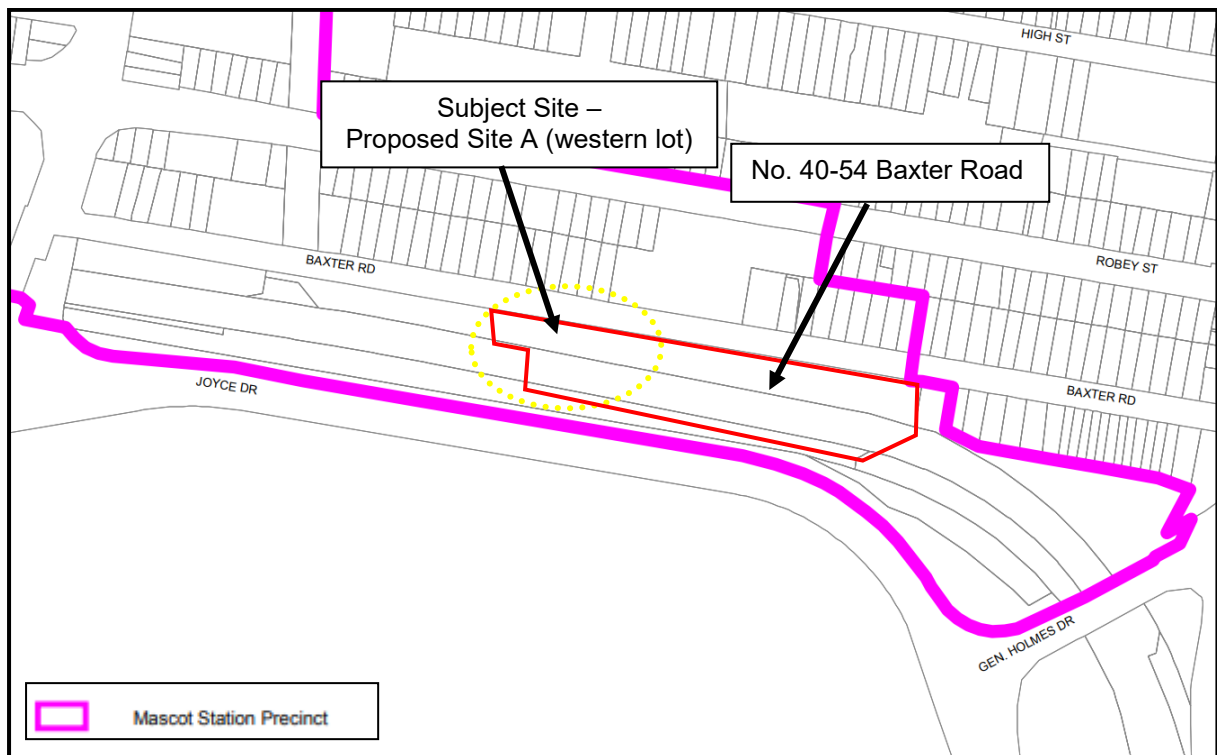 HIGH ST
Subject Site –
Proposed Site A (western lot)
No. 40-54 Baxter Road
BAXTER RD
ROBEY ST
JOYCE DR
BAXTER RD
GEN. HOLMES DR
Mascot Station Precinct